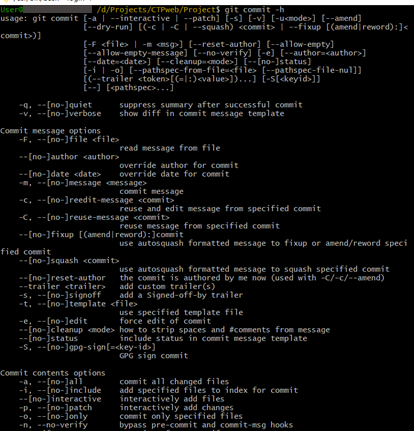 User@ /d/Projects/CTPweb/Project> $ git commit -h
usage: git commit [-a | --interactive | --patch] [-s] [-v] [-u<mode>] [--amend]
[--dry-run] [(-c | -C | --squash) <commit> | --fixup [(amend|reword):]<c
ommit>)]
[-F <file> | -m <msg>] [--reset-author] [--allow-empty]
[--allow-empty-message] [--no-verify] [-e] [--author=<author>]
[--date=<date>] [--cleanup=<mode>] [--[no-]status]
[-i | -o] [--pathspec-from-file=<file> [--pathspec-file-nul]]
[(--trailer <token>[(=|:)<value>])...] [-S[<keyid>]]
[--] [<pathspec>...]
-q, --[no-]quiet suppress summary after successful commit
-v, --[no-]verbose show diff in commit message template
Commit message options
-F, --[no-]file <file>
read message from file
--[no-]author <author>
override author for commit
--[no-]date <date> override date for commit
-m, --[no-]message <message>
commit message
-c, --[no-]reedit-message <commit>
reuse and edit message from specified commit
-C, --[no-]reuse-message <commit>
reuse message from specified commit
--[no-]fixup [(amend|reword):]commit
use autosquash formatted message to fixup or amend/reword speci
fied commit
--[no-]squash <commit>
use autosquash formatted message to squash specified commit
--[no-]reset-author the commit is authored by me now (used with -C/-c/--amend)
--trailer <trailer> add custom trailer(s)
-s, --[no-]signoff add a Signed-off-by trailer
-t, --[no-]template <file>
use specified template file
-e, --[no-]edit force edit of commit
--[no-]cleanup <mode> how to strip spaces and #comments from message
--[no-]status include status in commit message template
-S, --[no-]gpg-sign[=<key-id>]
GPG sign commit
Commit contents options
-a, --[no-]all commit all changed files
-i, --[no-]include add specified files to index for commit
--[no-]interactive interactively add files
-p, --[no-]patch interactively add changes
-o, --[no-]only commit only specified files
-n, --no-verify bypass pre-commit and commit-msg hooks